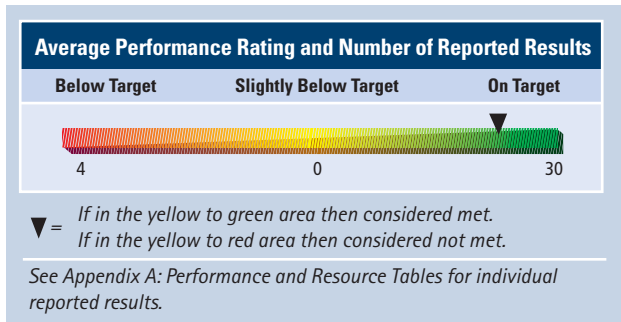 Average Performance Rating and Number of Reported Results
Below Target Slightly Below Target On Target
4 0 30
▼ = If in the yellow to green area then considered met.
If in the yellow to red area then considered not met.
See Appendix A: Performance and Resource Tables for individual
reported results.